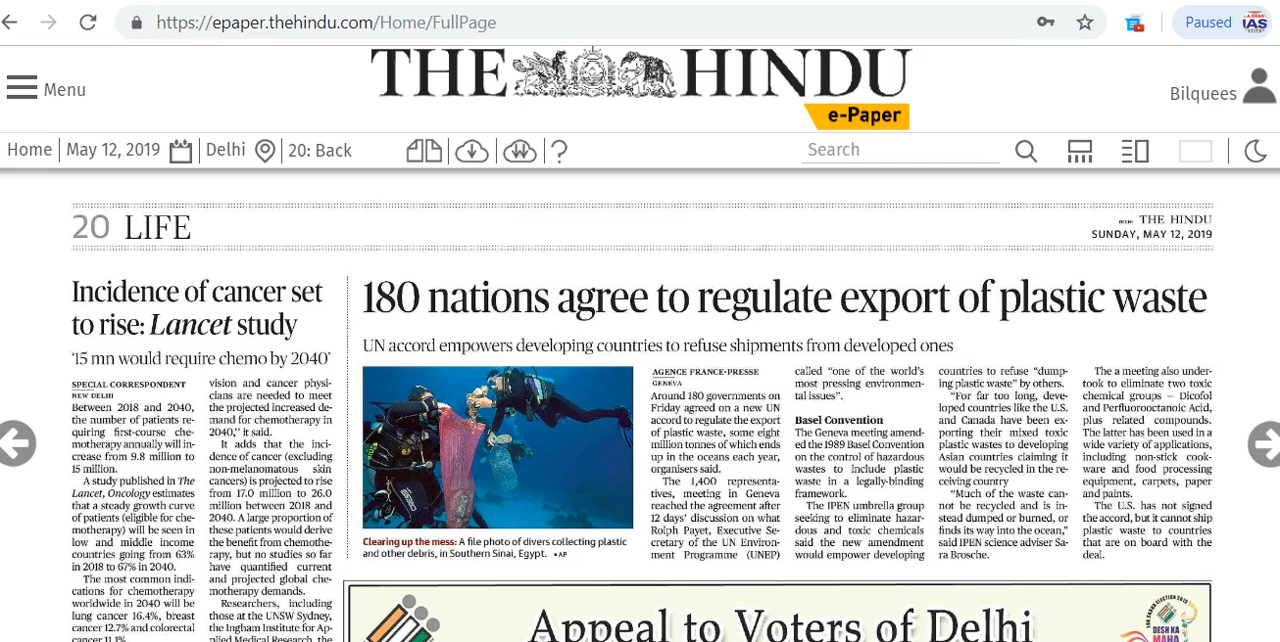 https://epaper.thehindu.com/Home/FullPage
Paused
IAS
Menu
THE HINDU
e-Paper
Bilquees
Home
May 12, 2019
Delhi
20: Back
?
Search
20 LIFE
DELHI THE HINDU
SUNDAY, MAY 12, 2019
Incidence of cancer set
to rise: Lancet study
‘15 mn would require chemo by 2040’
SPECIAL CORRESPONDENT
NEW DELHI
Between 2018 and 2040,
the number of patients re-
quiring first-course che-
motherapy annually will in-
crease from 9.8 million to
15 million.
A study published in The
Lancet, Oncology estimates
that a steady growth curve
of patients (eligible for che-
motherapy) will be seen in
low and middle income
countries going from 63%
in 2018 to 67% in 2040.
The most common indi-
cations for chemotherapy
worldwide in 2040 will be
lung cancer 16.4%, breast
cancer 12.7% and colorectal
cancer 11.1%.
vision and cancer physi-
cians are needed to meet
the projected increased de-
mand for chemotherapy in
2040,” it said.
It adds that the inci-
dence of cancer (excluding
non-melanomatous skin
cancers) is projected to rise
from 17.0 million to 26.0
million between 2018 and
2040. A large proportion of
these patients would derive
the benefit from chemothe-
rapy, but no studies so far
have quantified current
and projected global che-
motherapy demands.
Researchers, including
those at the UNSW Sydney,
the Ingham Institute for Ap-
plied Medical Research, the
180 nations agree to regulate export of plastic waste
UN accord empowers developing countries to refuse shipments from developed ones
Clearing up the mess: A file photo of divers collecting plastic
and other debris, in Southern Sinai, Egypt. ▪AP
AGENCE FRANCE-PRESSE
GENEVA
Around 180 governments on
Friday agreed on a new UN
accord to regulate the export
of plastic waste, some eight
million tonnes of which ends
up in the oceans each year,
organisers said.
The 1,400 representa-
tives, meeting in Geneva
reached the agreement after
12 days’ discussion on what
Rolph Payet, Executive Se-
cretary of the UN Environ-
ment Programme (UNEP)
called “one of the world’s
most pressing environmen-
tal issues”.
Basel Convention
The Geneva meeting amend-
ed the 1989 Basel Convention
on the control of hazardous
wastes to include plastic
waste in a legally-binding
framework.
The IPEN umbrella group
seeking to eliminate hazar-
dous and toxic chemicals
said the new amendment
would empower developing
countries to refuse “dump-
ing plastic waste” by others.
“For far too long, deve-
loped countries like the U.S.
and Canada have been ex-
porting their mixed toxic
plastic wastes to developing
Asian countries claiming it
would be recycled in the re-
ceiving country
“Much of the waste can-
not be recycled and is in-
stead dumped or burned, or
finds its way into the ocean,”
said IPEN science adviser Sa-
ra Brosche.
The a meeting also under-
took to eliminate two toxic
chemical groups — Dicofol
and Perfluorooctanoic Acid,
plus related compounds.
The latter has been used in a
wide variety of applications,
including non-stick cook-
ware and food processing
equipment, carpets, paper
and paints.
The U.S. has not signed
the accord, but it cannot ship
plastic waste to countries
that are on board with the
deal.
Appeal to Voters of Delhi
DESH KA
MAHA